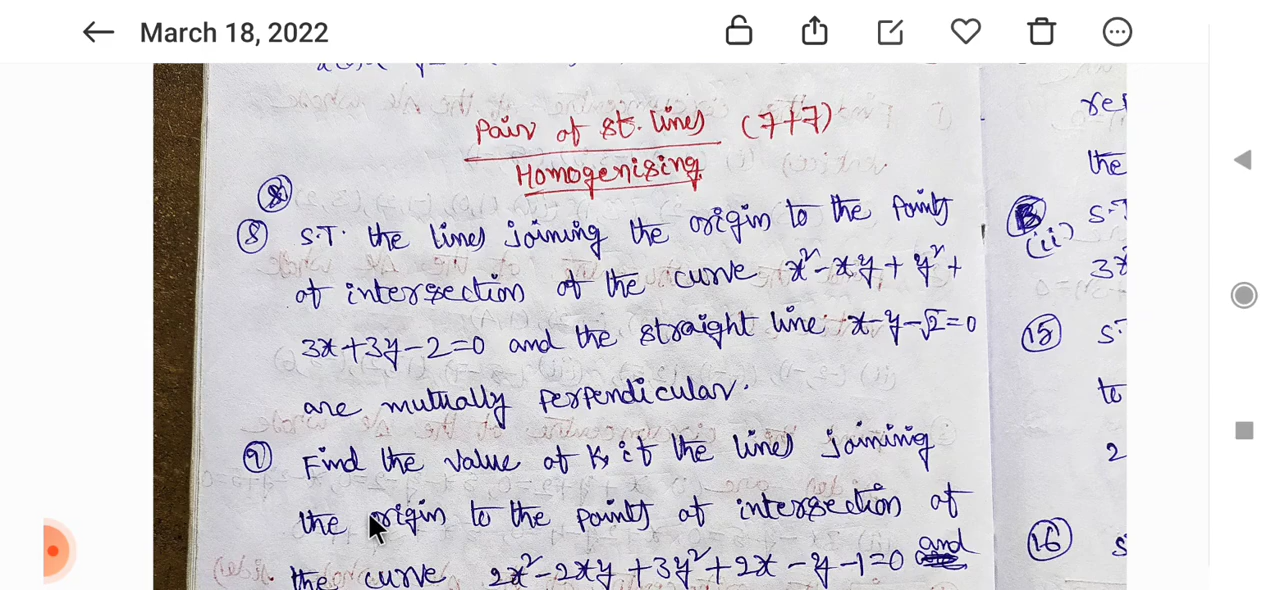 March 18, 2022
Pair of st. lines (7+7)
Homogenising
⑧ S.T. the lines joining the origin to the points
of intersection of the curve x² - xy + y² +
3x + 3y - 2 = 0 and the straight line x - y - √2 = 0
are mutually perpendicular.
⑨ Find the value of k, if the lines joining
the origin to the points of intersection of
the curve 2x² - 2xy + 3y² + 2x - y - 1 = 0 and
the
(ii) S.T
3x
⑮ S.T
to
2
⑯ S